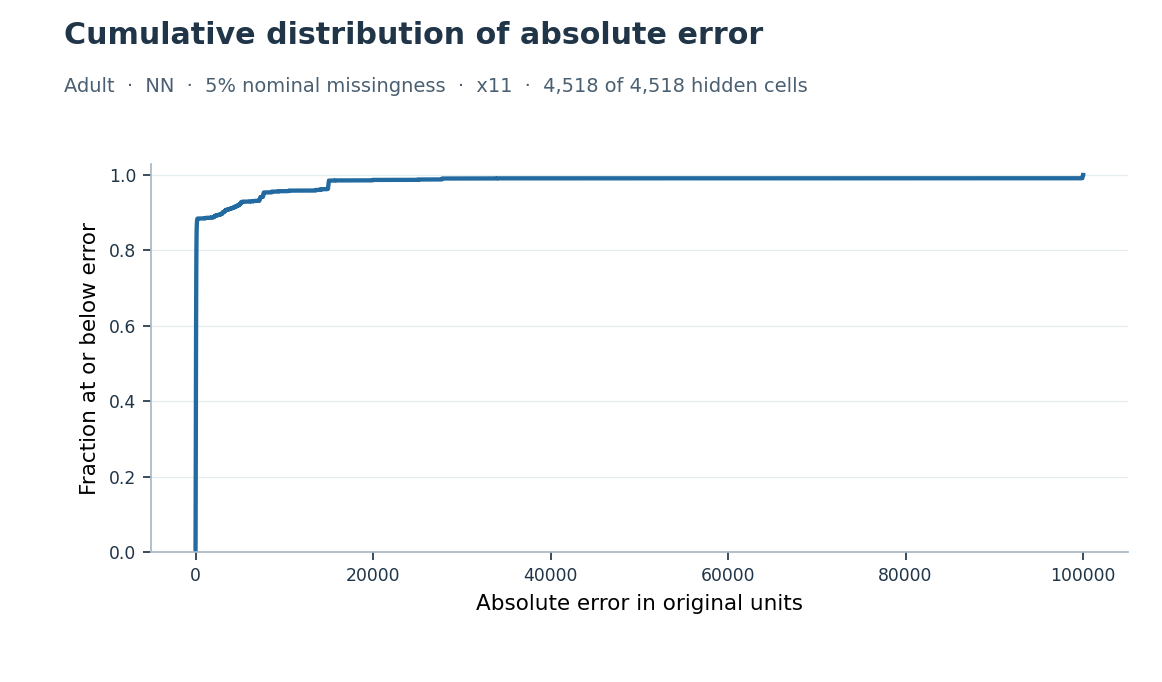 Cumulative distribution of absolute error
Adult · NN · 5% nominal missingness · x11 · 4,518 of 4,518 hidden cells
Fraction at or below error
1.0
0.8
0.6
0.4
0.2
0.0
0 20000 40000 60000 80000 100000
Absolute error in original units